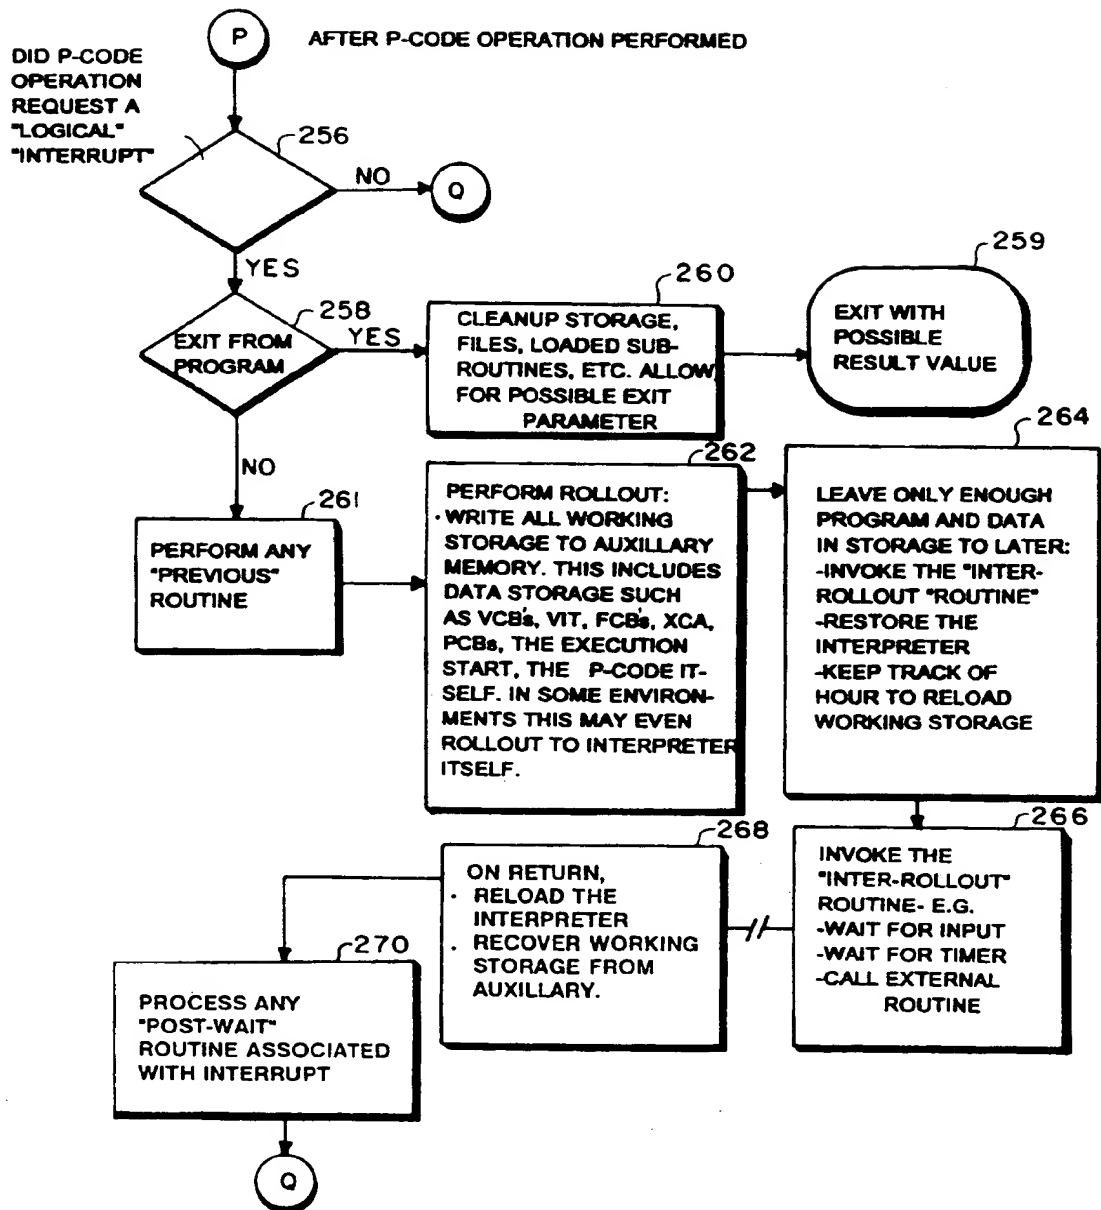 P
AFTER P-CODE OPERATION PERFORMED
DID P-CODE
OPERATION
REQUEST A
"LOGICAL"
"INTERRUPT"
256
NO
Q
YES
258
EXIT FROM
PROGRAM
YES
260
CLEANUP STORAGE,
FILES, LOADED SUB-
ROUTINES, ETC. ALLOW
FOR POSSIBLE EXIT
PARAMETER
259
EXIT WITH
POSSIBLE
RESULT VALUE
NO
261
PERFORM ANY
"PREVIOUS"
ROUTINE
262
PERFORM ROLLOUT:
· WRITE ALL WORKING
STORAGE TO AUXILLARY
MEMORY. THIS INCLUDES
DATA STORAGE SUCH
AS VCB's, VIT, FCB's, XCA,
PCBs, THE EXECUTION
START, THE P-CODE IT-
SELF. IN SOME ENVIRON-
MENTS THIS MAY EVEN
ROLLOUT TO INTERPRETER
ITSELF.
264
LEAVE ONLY ENOUGH
PROGRAM AND DATA
IN STORAGE TO LATER:
-INVOKE THE "INTER-
ROLLOUT "ROUTINE"
-RESTORE THE
INTERPRETER
-KEEP TRACK OF
HOUR TO RELOAD
WORKING STORAGE
266
INVOKE THE
"INTER-ROLLOUT"
ROUTINE- E.G.
-WAIT FOR INPUT
-WAIT FOR TIMER
-CALL EXTERNAL
ROUTINE
268
ON RETURN,
· RELOAD THE
INTERPRETER
· RECOVER WORKING
STORAGE FROM
AUXILLARY.
270
PROCESS ANY
"POST-WAIT"
ROUTINE ASSOCIATED
WITH INTERRUPT
Q